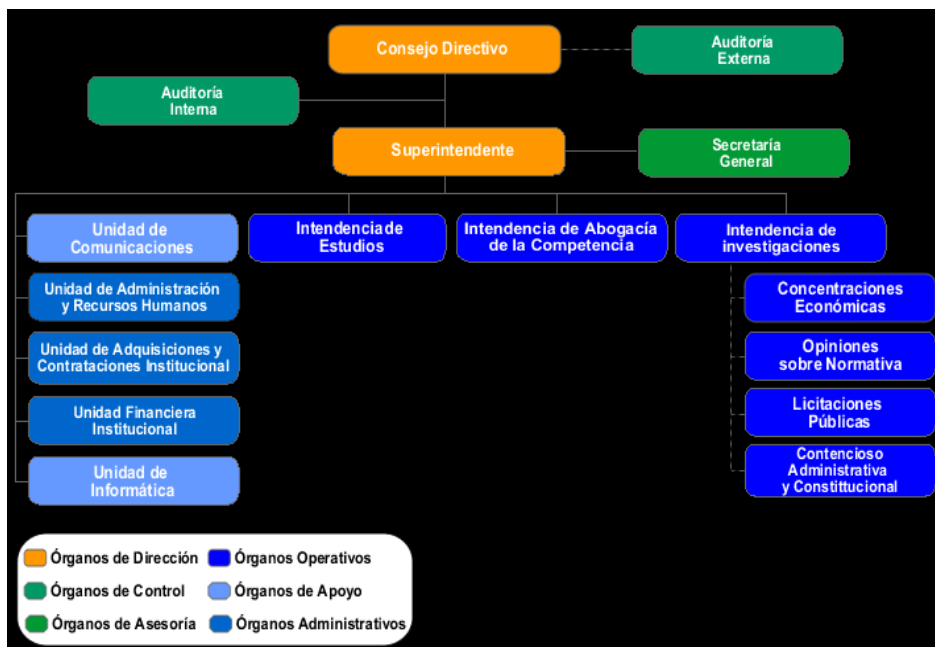 Consejo Directivo
Auditoría
Externa
Auditoría
Interna
Superintendente
Secretaría
General
Unidad de
Comunicaciones
Intendencia de
Estudios
Intendencia de Abogacía
de la Competencia
Intendencia de
investigaciones
Unidad de Administración
y Recursos Humanos
Unidad de Adquisiciones y
Contrataciones Institucional
Unidad Financiera
Institucional
Unidad de
Informática
Concentraciones
Económicas
Opiniones
sobre Normativa
Licitaciones
Públicas
Contencioso
Administrativa
y Constittucional
Órganos de Dirección
Órganos Operativos
Órganos de Control
Órganos de Apoyo
Órganos de Asesoría
Órganos Administrativos